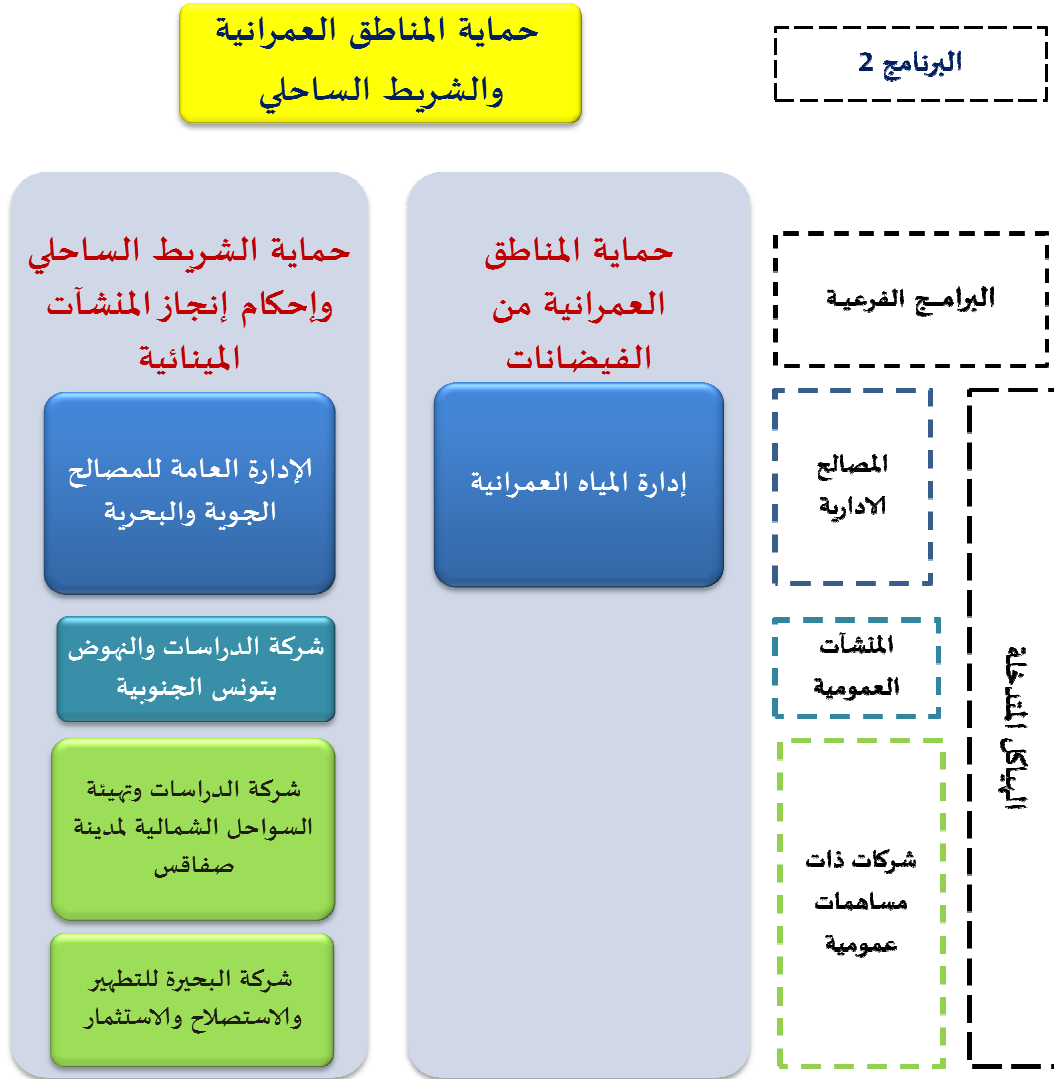 البرنامج 2
حماية المناطق العمرانية
والشريط الساحلي
البرامج الفرعية
حماية المناطق
العمرانية من
الفيضانات
حماية الشريط الساحلي
وإحكام إنجاز المنشآت
المينائية
الهياكل المتدخلة
المصالح
الادارية
إدارة المياه العمرانية
الإدارة العامة للمصالح
الجوية والبحرية
المنشآت
العمومية
شركة الدراسات والنهوض
بتونس الجنوبية
شركات ذات
مساهمات
عمومية
شركة الدراسات وتهيئة
السواحل الشمالية لمدينة
صفاقس
شركة البحيرة للتطهير
والاستصلاح والاستثمار